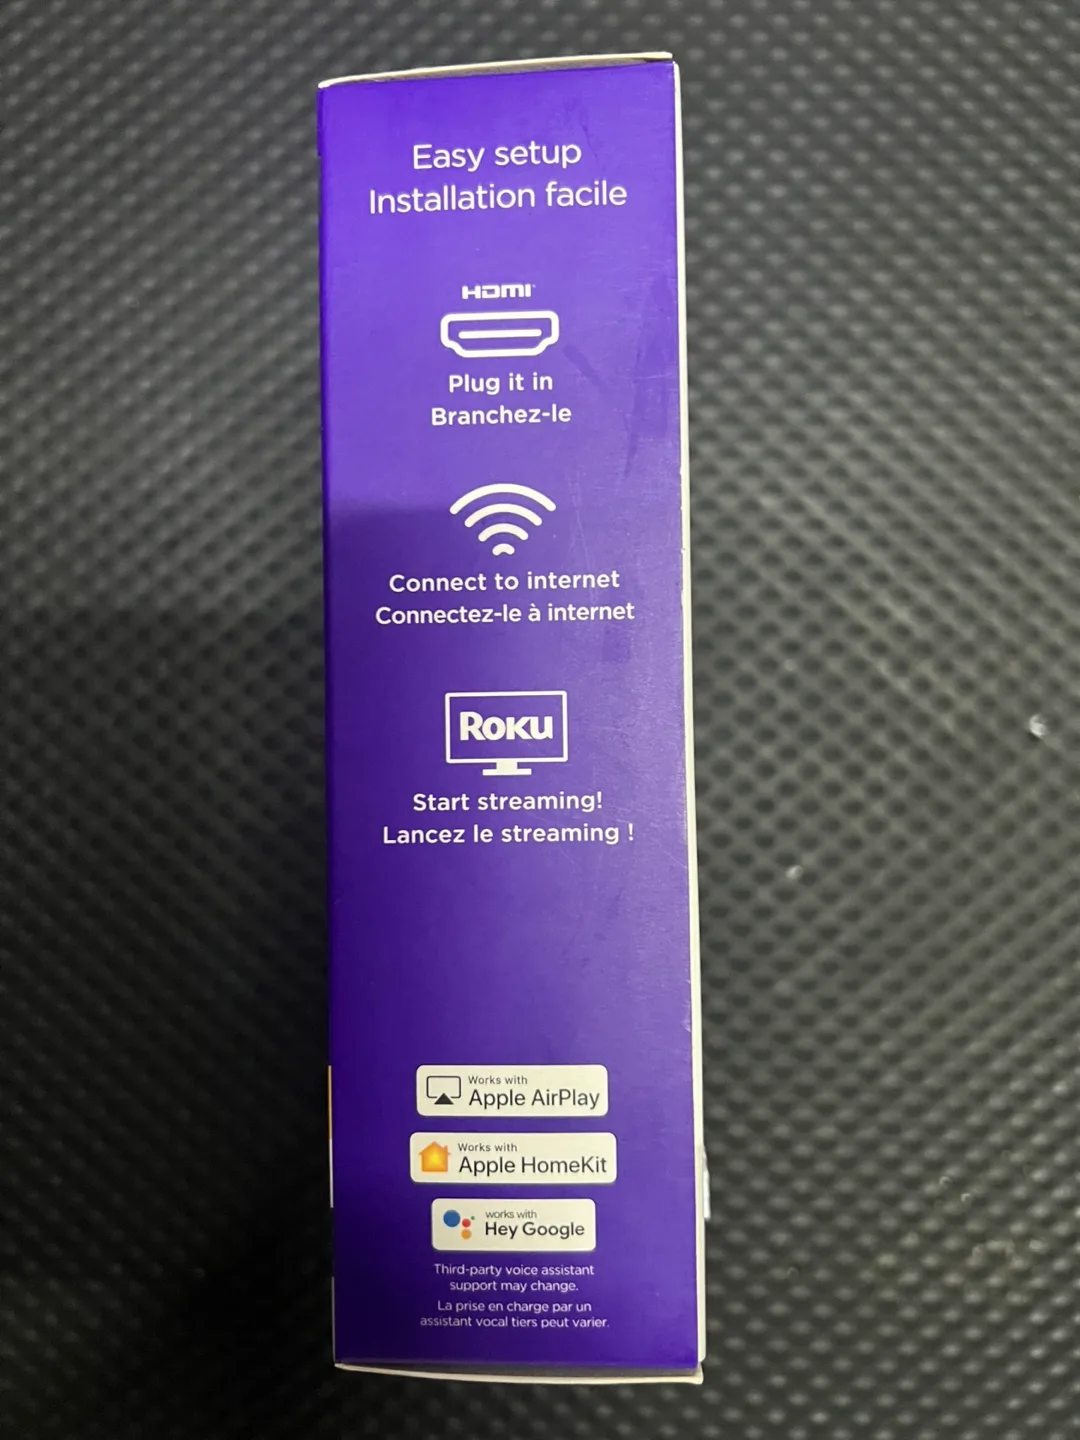 Easy setup
Installation facile
HDMI
Plug it in
Branchez-le
Connect to internet
Connectez-le à internet
Roku
Start streaming!
Lancez le streaming !
Works with
Apple AirPlay
Works with
Apple HomeKit
works with
Hey Google
Third-party voice assistant
support may change.
La prise en charge par un
assistant vocal tiers peut varier.